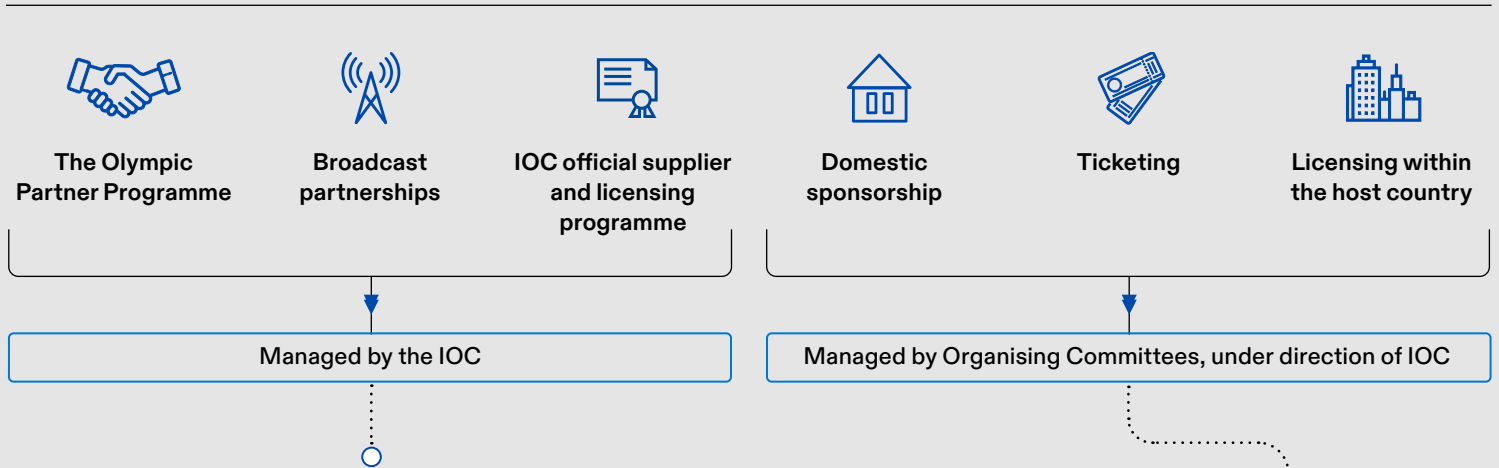 The Olympic
Partner Programme
Broadcast
partnerships
IOC official supplier
and licensing
programme
Domestic
sponsorship
Ticketing
Licensing within
the host country
Managed by the IOC
Managed by Organising Committees, under direction of IOC